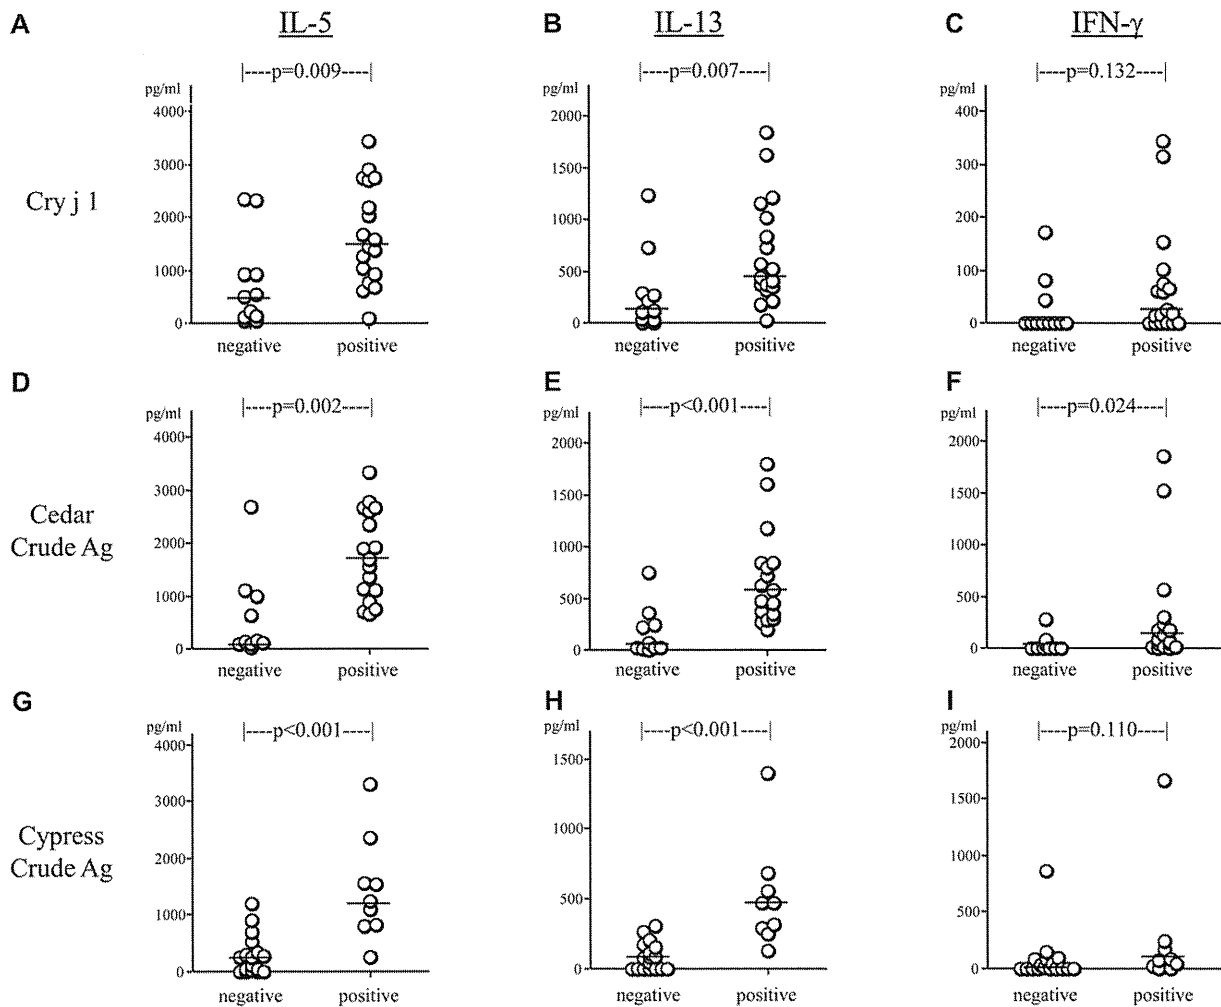 A IL-5 B IL-13 C IFN-γ
|----p=0.009----| |----p=0.007----| |----p=0.132----|
pg/ml pg/ml pg/ml
Cry j 1
4000 3000 2000 1000 0
negative positive
2000 1500 1000 500 0
negative positive
400 300 200 100 0
negative positive
D E F
|----p=0.002----| |----p<0.001----| |----p=0.024----|
pg/ml pg/ml pg/ml
Cedar
Crude Ag
4000 3000 2000 1000 0
negative positive
2000 1500 1000 500 0
negative positive
2000 1500 1000 500 0
negative positive
G H I
|----p<0.001----| |----p<0.001----| |----p=0.110----|
pg/ml pg/ml pg/ml
Cypress
Crude Ag
4000 3000 2000 1000 0
negative positive
1500 1000 500 0
negative positive
2000 1500 1000 500 0
negative positive